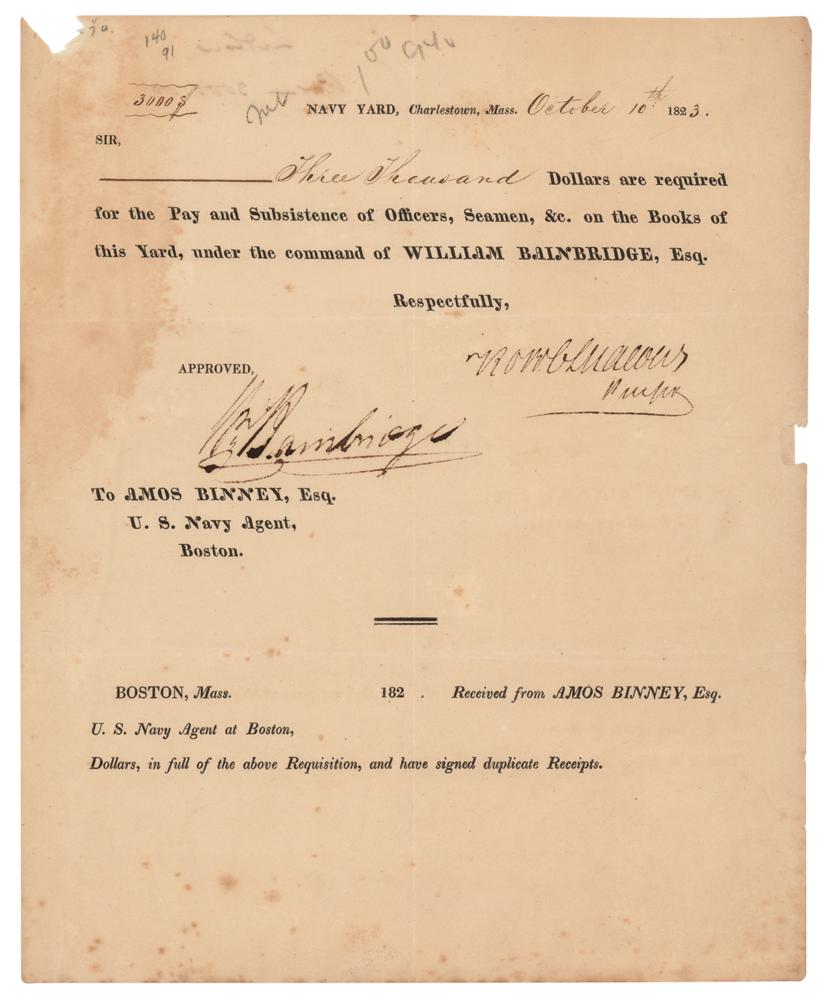 140
91
3000$
NAVY YARD, Charlestown, Mass. October 10th 1823.
SIR,
Three Thousand Dollars are required
for the Pay and Subsistence of Officers, Seamen, &c. on the Books of
this Yard, under the command of WILLIAM BAINBRIDGE, Esq.
Respectfully,
APPROVED,
Purser
Wm Bainbridge
To AMOS BINNEY, Esq.
U. S. Navy Agent,
Boston.
BOSTON, Mass. 182 . Received from AMOS BINNEY, Esq.
U. S. Navy Agent at Boston,
Dollars, in full of the above Requisition, and have signed duplicate Receipts.